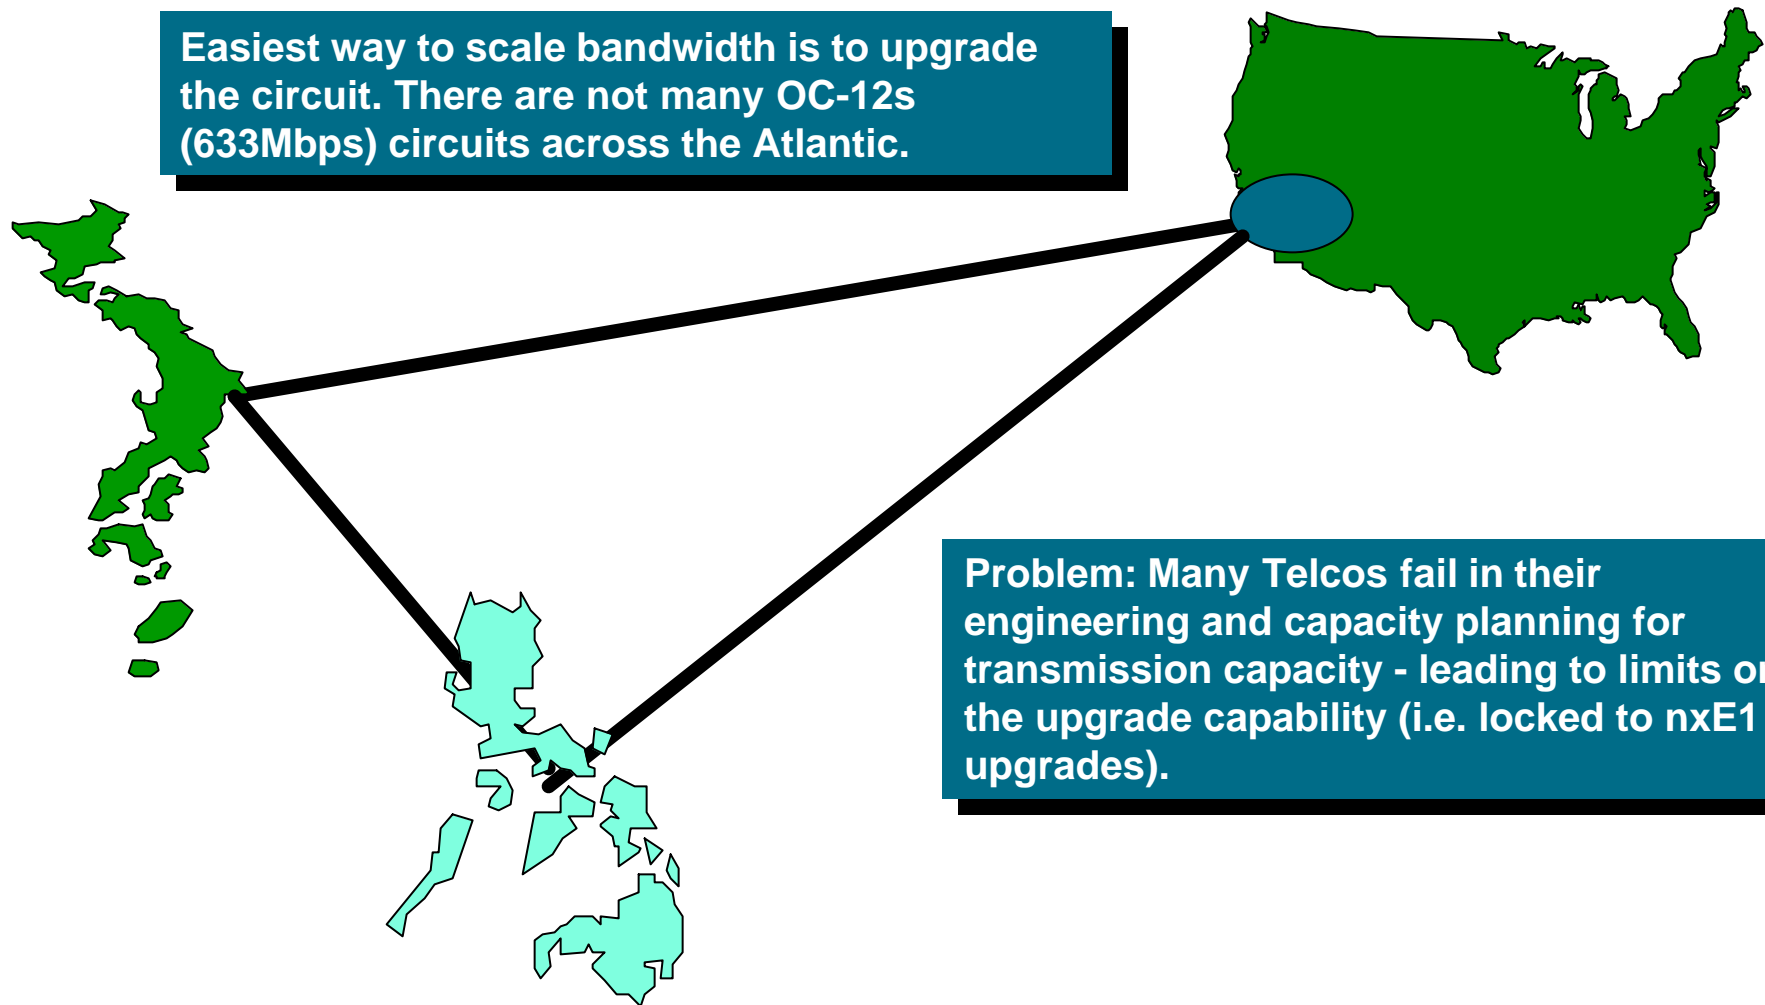 Easiest way to scale bandwidth is to upgrade
the circuit. There are not many OC-12s
(633Mbps) circuits across the Atlantic.
Problem: Many Telcos fail in their
engineering and capacity planning for
transmission capacity - leading to limits on
the upgrade capability (i.e. locked to nxE1
upgrades).